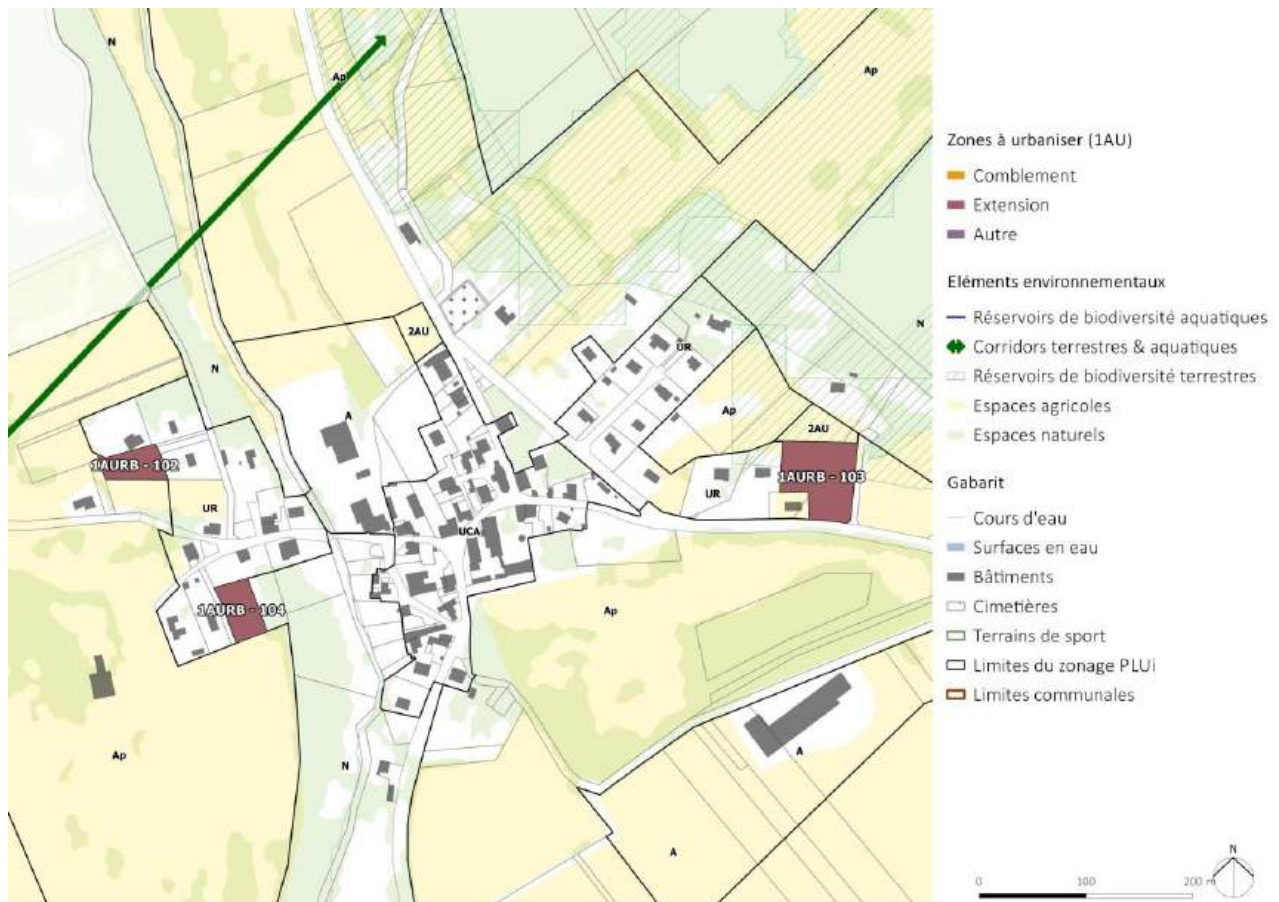 N
Ap
Ap
N
N
2AU
A
UR
Ap
2AU
1AURB - 102
1AURB - 103
UR
UR
UCA
1AURB - 104
Ap
Ap
N
A
A
Zones à urbaniser (1AU)
Comblement
Extension
Autre
Eléments environnementaux
Réservoirs de biodiversité aquatiques
Corridors terrestres & aquatiques
Réservoirs de biodiversité terrestres
Espaces agricoles
Espaces naturels
Gabarit
Cours d'eau
Surfaces en eau
Bâtiments
Cimetières
Terrains de sport
Limites du zonage PLUi
Limites communales
N
0 100 200 m